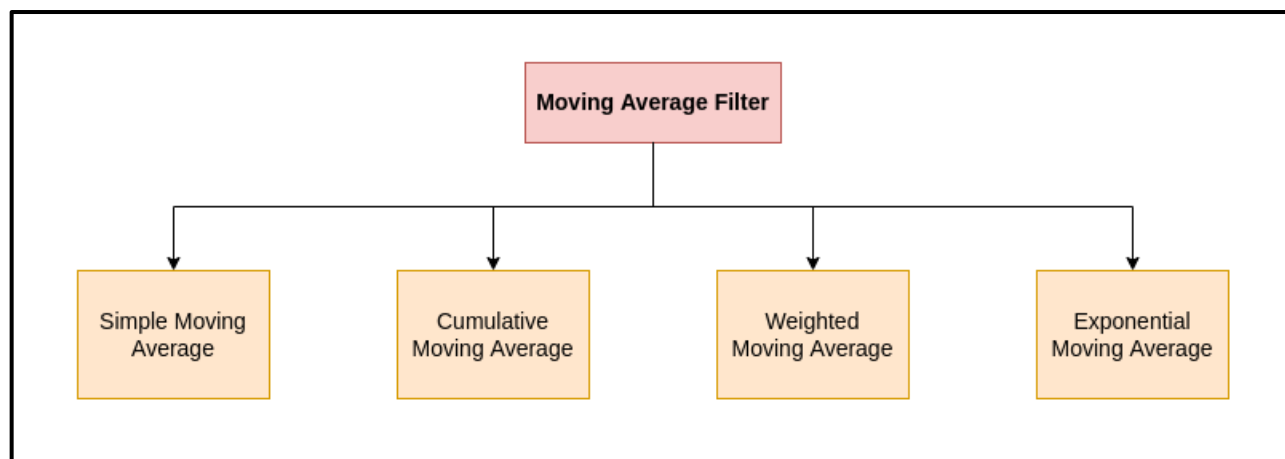 Moving Average Filter
Simple Moving
Average
Cumulative
Moving Average
Weighted
Moving Average
Exponential
Moving Average